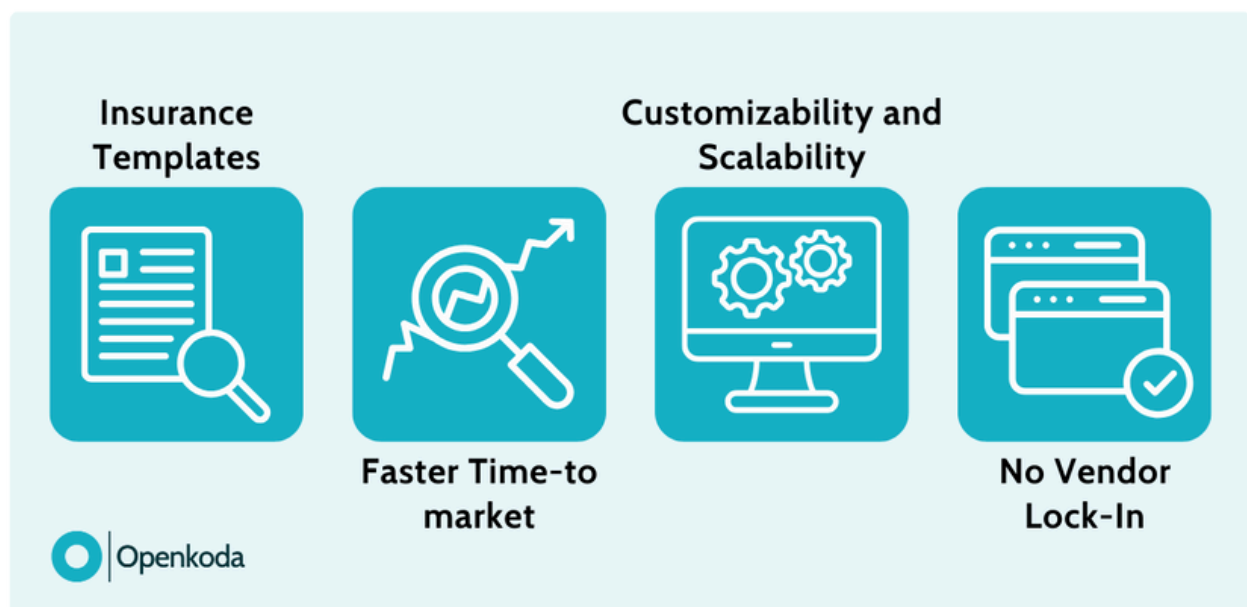 Insurance
Templates
Faster Time-to
market
Customizability and
Scalability
No Vendor
Lock-In
Openkoda